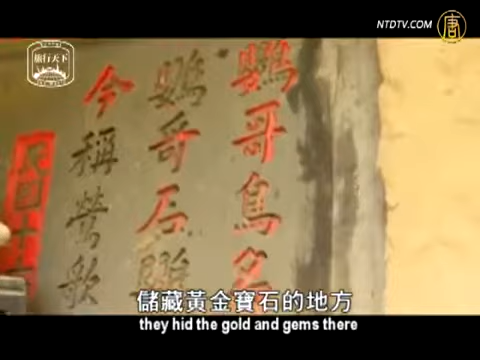 NTDTV.COM
唐
旅行天下
鸚哥鳥名
鸚哥石
今稱鶯歌
儲藏黃金寶石的地方
they hid the gold and gems there